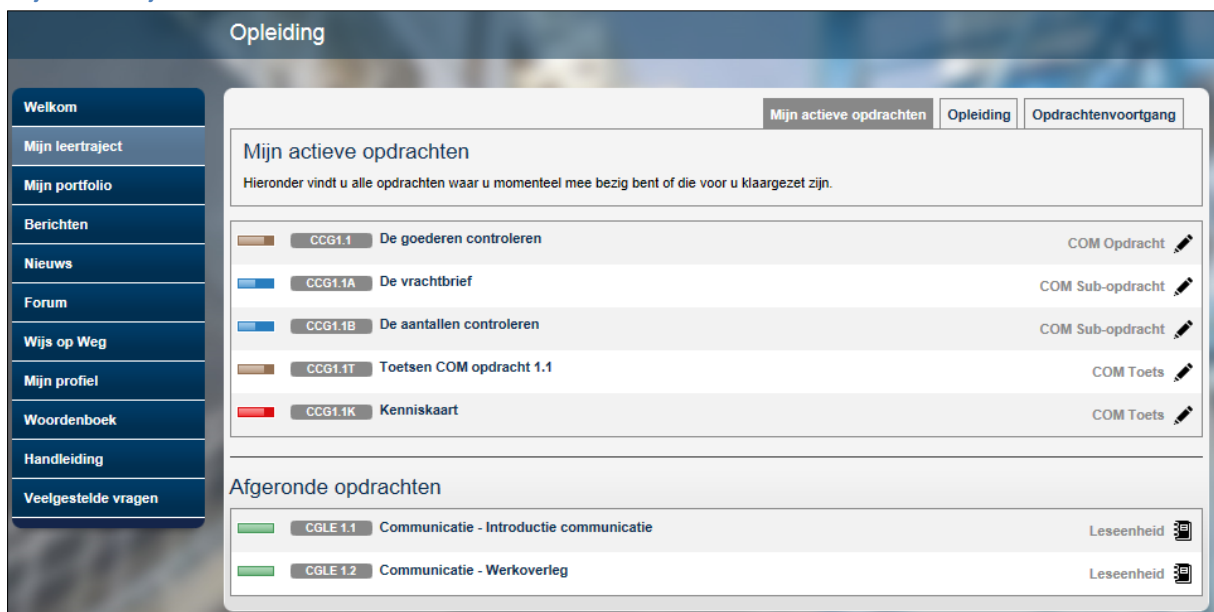 Opleiding
Welkom
Mijn leertraject
Mijn portfolio
Berichten
Nieuws
Forum
Wijs op Weg
Mijn profiel
Woordenboek
Handleiding
Veelgestelde vragen
Mijn actieve opdrachten Opleiding Opdrachtenvoortgang
Mijn actieve opdrachten
Hieronder vindt u alle opdrachten waar u momenteel mee bezig bent of die voor u klaargezet zijn.
CCG1.1 De goederen controleren COM Opdracht
CCG1.1A De vrachtbrief COM Sub-opdracht
CCG1.1B De aantallen controleren COM Sub-opdracht
CCG1.1T Toetsen COM opdracht 1.1 COM Toets
CCG1.1K Kenniskaart COM Toets
Afgeronde opdrachten
CGLE 1.1 Communicatie - Introductie communicatie Leseenheid
CGLE 1.2 Communicatie - Werkoverleg Leseenheid